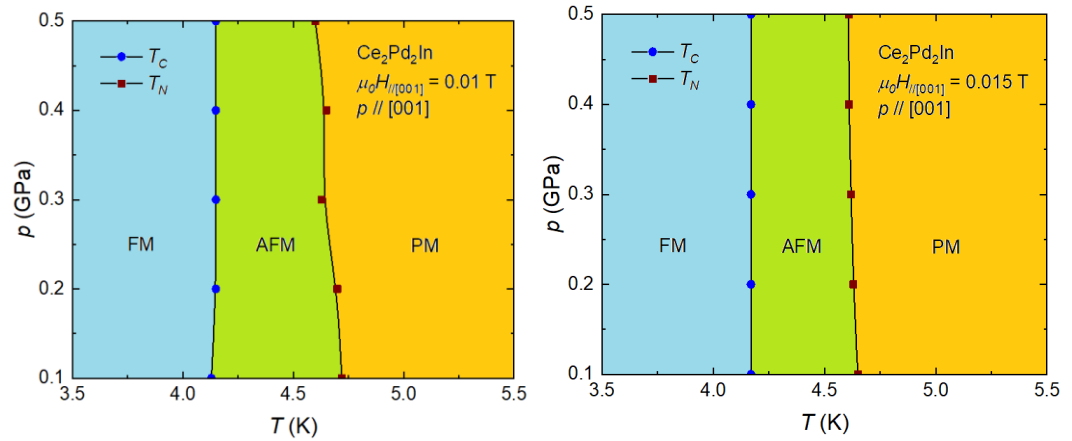 0.5
0.4
0.3
0.2
0.1
p (GPa)
T_C
T_N
Ce₂Pd₂In
μ₀H//[001] = 0.01 T
p // [001]
FM
AFM
PM
3.5 4.0 4.5 5.0 5.5
T (K)
0.5
0.4
0.3
0.2
0.1
p (GPa)
T_C
T_N
Ce₂Pd₂In
μ₀H//[001] = 0.015 T
p // [001]
FM
AFM
PM
3.5 4.0 4.5 5.0 5.5
T (K)